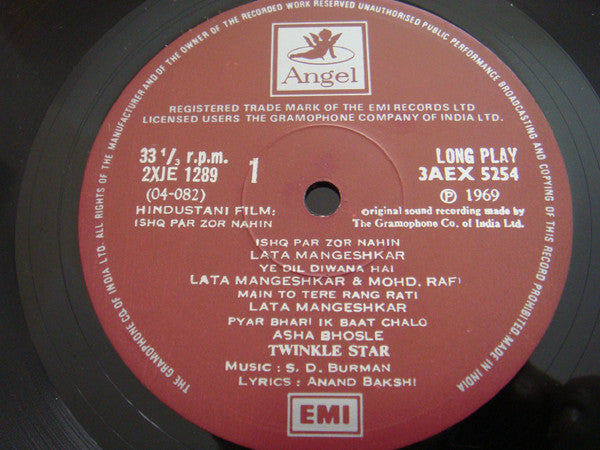 THE GRAMOPHONE CO. OF INDIA LTD. ALL RIGHTS OF THE MANUFACTURER AND OF THE OWNER OF THE RECORDED WORK RESERVED UNAUTHORISED PUBLIC PERFORMANCE BROADCASTING AND COPYING OF THIS RECORD PROHIBITED. MADE IN INDIA
Angel
REGISTERED TRADE MARK OF THE EMI RECORDS LTD
LICENSED USERS THE GRAMOPHONE COMPANY OF INDIA LTD.
33 1/3 r.p.m.
2XJE 1289
(04-082)
1
LONG PLAY
3AEX 5254
℗ 1969
HINDUSTANI FILM:
ISHQ PAR ZOR NAHIN
Original sound recording made by
The Gramophone Co. of India Ltd.
ISHQ PAR ZOR NAHIN
LATA MANGESHKAR
YE DIL DIWANA HAI
LATA MANGESHKAR & MOHD. RAFI
MAIN TO TERE RANG RATI
LATA MANGESHKAR
PYAR BHARI IK BAAT CHALO
ASHA BHOSLE
TWINKLE STAR
Music : S. D. BURMAN
LYRICS : ANAND BAKSHI
EMI